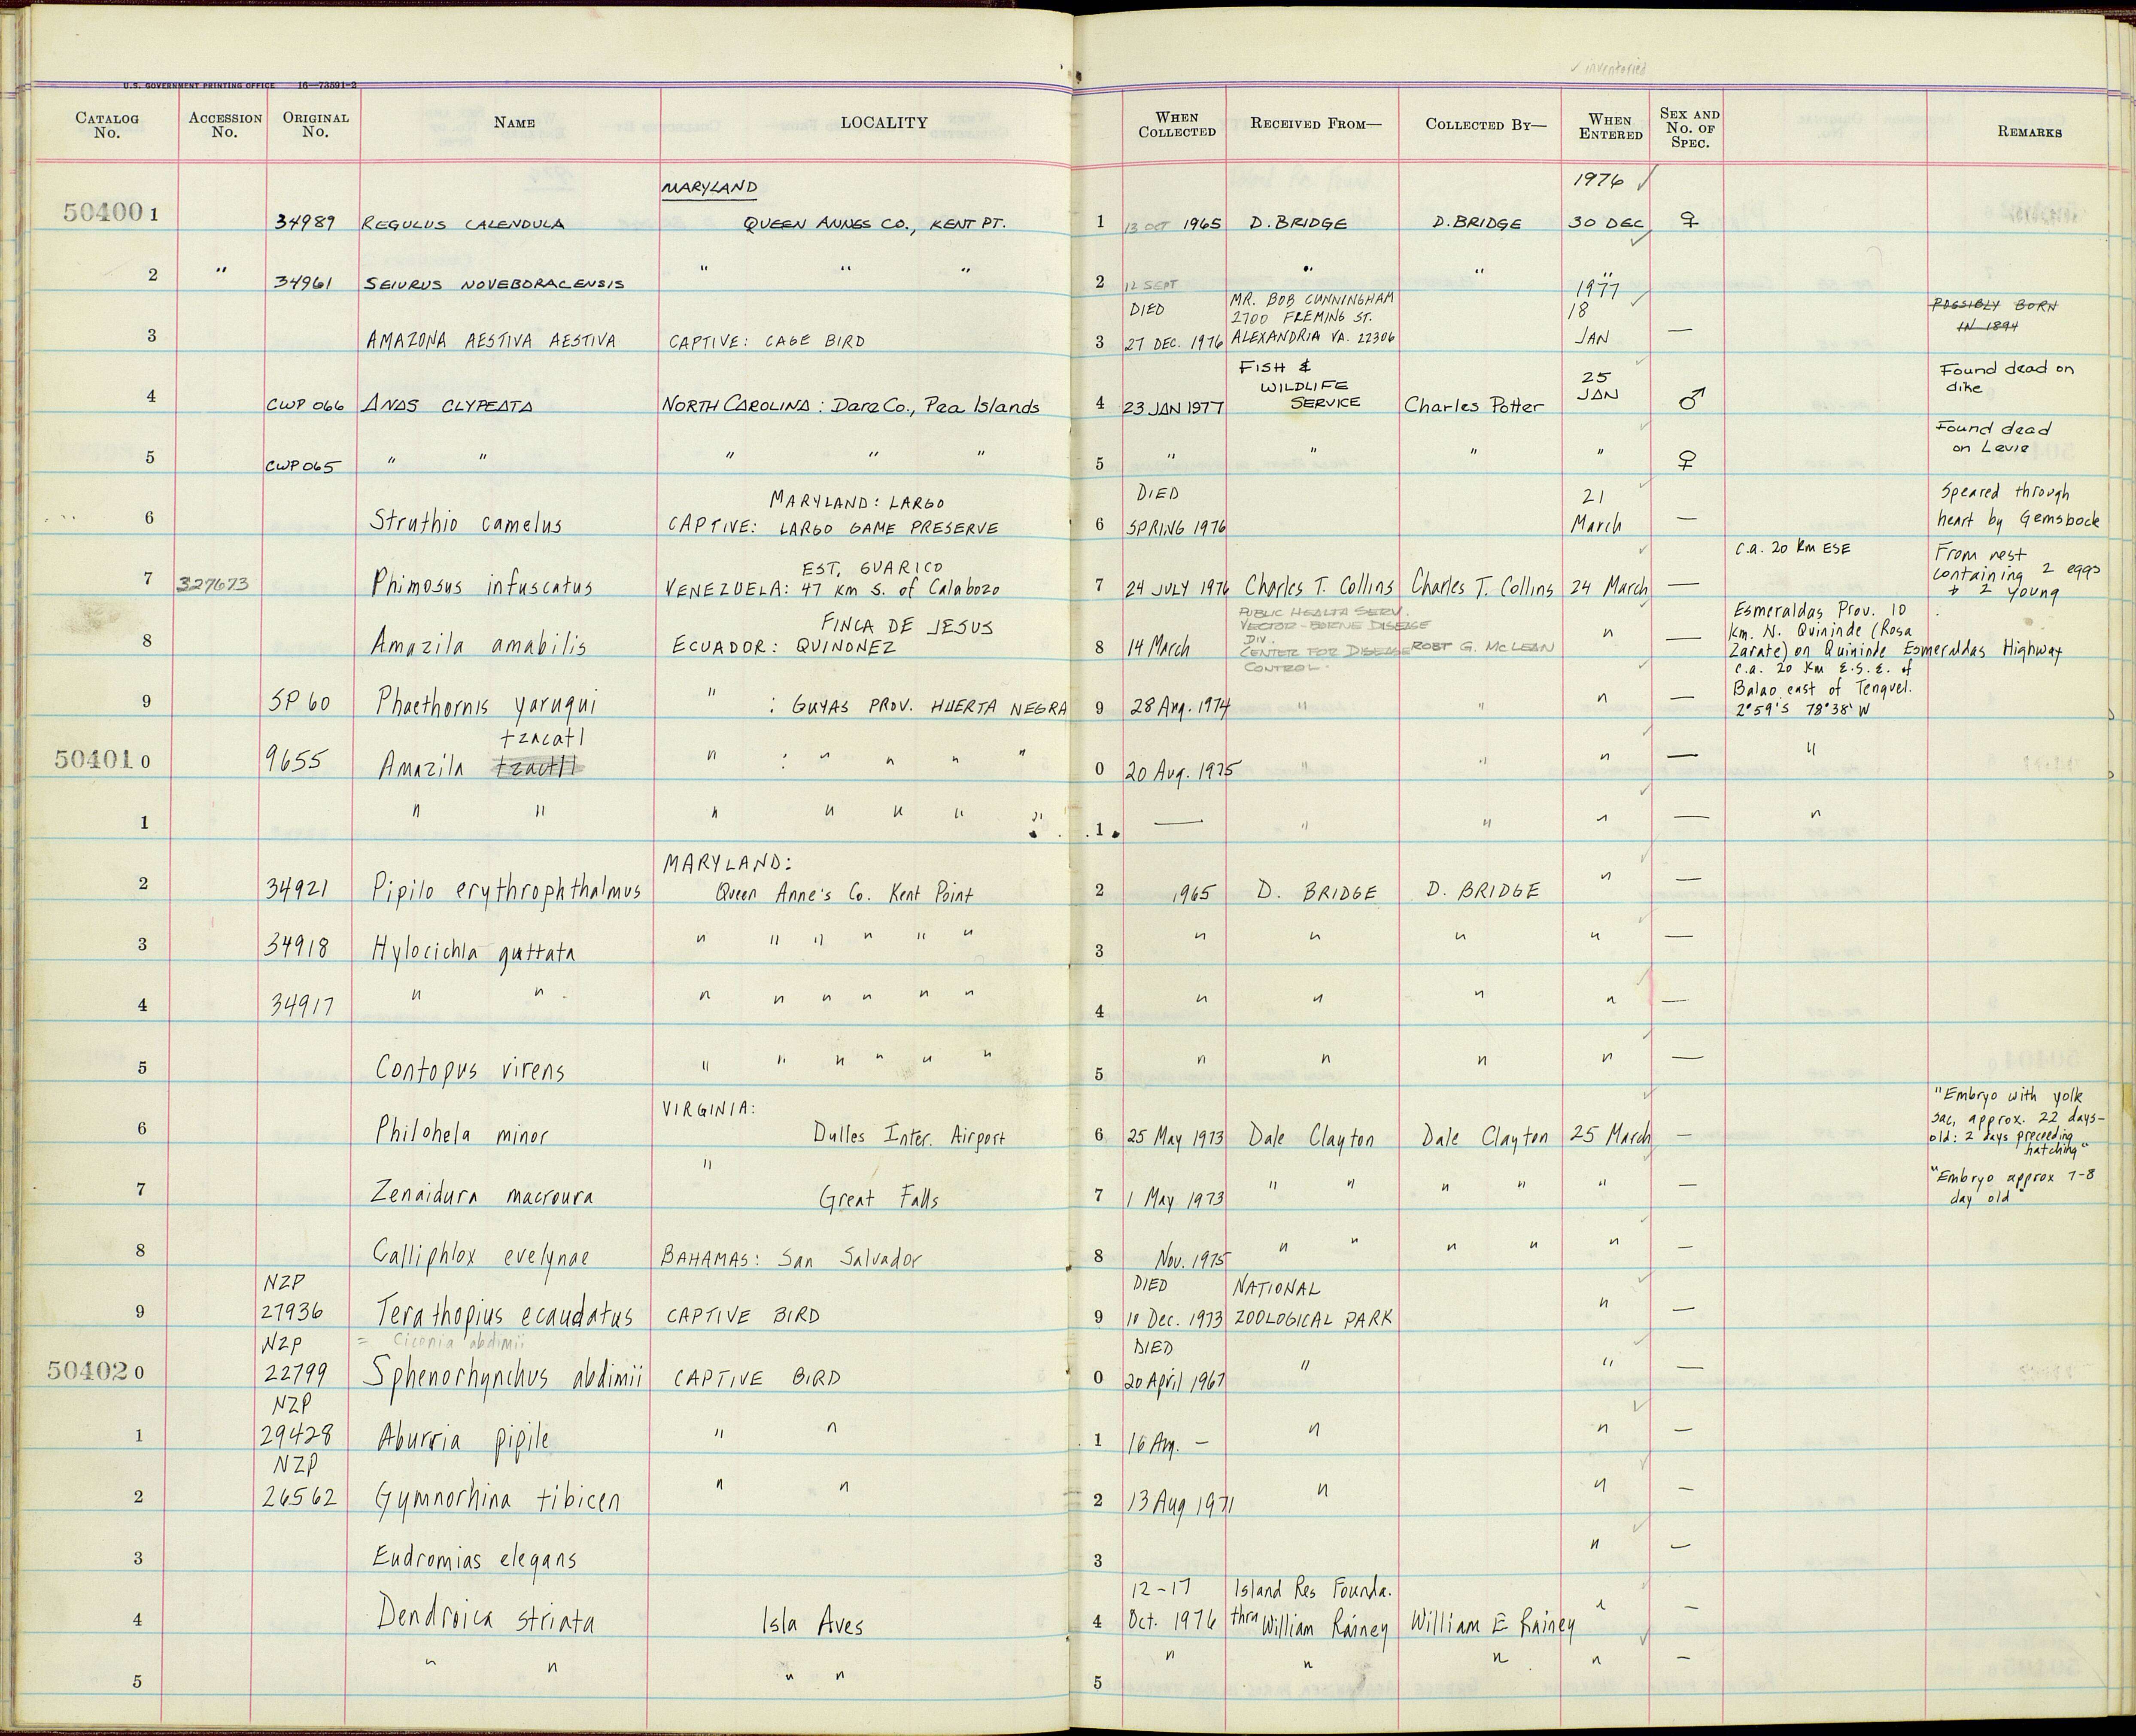 ✓ inventoried
U.S. GOVERNMENT PRINTING OFFICE 16—73591-2
CATALOG No. ACCESSION No. ORIGINAL No. NAME LOCALITY WHEN COLLECTED RECEIVED FROM— COLLECTED BY— WHEN ENTERED SEX AND No. OF SPEC. REMARKS
MARYLAND 1976 ✓
50400 1 34989 REGULUS CALENDULA QUEEN ANNES CO., KENT PT. 1 13 OCT 1965 D. BRIDGE D. BRIDGE 30 DEC ♀
2 " 34961 SEIURUS NOVEBORACENSIS " " " 2 12 SEPT " " "
1977
DIED MR. BOB CUNNINGHAM 18 POSSIBLY BORN
2700 FLEMING ST. IN 1894
3 AMAZONA AESTIVA AESTIVA CAPTIVE: CAGE BIRD 3 27 DEC. 1976 ALEXANDRIA VA. 22306 JAN —
FISH & Found dead on
WILDLIFE 25 dike
4 CWP 066 ANAS CLYPEATA NORTH CAROLINA: Dare Co., Pea Islands 4 23 JAN 1977 SERVICE Charles Potter JAN ♂
Found dead
5 CWP 065 " " " " " 5 " " " " ♀ on Levie
MARYLAND: LARGO DIED 21 Speared through
6 Struthio camelus CAPTIVE: LARGO GAME PRESERVE 6 SPRING 1976 March — heart by Gemsbock
EST. GUARICO c.a. 20 Km ESE From nest
containing 2 eggs
7 327673 Phimosus infuscatus VENEZUELA: 47 km S. of Calabozo 7 24 JULY 1976 Charles T. Collins Charles T. Collins 24 March — + 2 young
PUBLIC HEALTH SERV. Esmeraldas Prov. 10
FINCA DE JESUS VECTOR-BORNE DISEASE Km. N. Quininde (Rosa
DIV.
8 Amazila amabilis ECUADOR: QUINONEZ 8 14 March CENTER FOR DISEASE ROBT G. McLEAN " — Zarate) on Quininde Esmeraldas Highway
CONTROL. c.a. 20 Km E.S.E. of
Balao east of Tenguel.
9 SP 60 Phaethornis yaruqui " : GUYAS PROV. HUERTA NEGRA 9 28 Aug. 1974 " " " — 2°59'S 78°38'W
tzacatl
50401 0 9655 Amazila tzactll " : " " " " 0 20 Aug. 1975 " " " — "
1 " " " " " " " 1 — " " " — "
MARYLAND:
2 34921 Pipilo erythrophthalmus Queen Anne's Co. Kent Point 2 1965 D. BRIDGE D. BRIDGE " —
3 34918 Hylocichla guttata " " " " " " 3 " " " " —
4 34917 " " " " " " " " 4 " " " " —
5 Contopus virens " " " " " " 5 " " " " —
VIRGINIA: "Embryo with yolk
sac, approx. 22 days-
6 Philohela minor Dulles Inter. Airport 6 25 May 1973 Dale Clayton Dale Clayton 25 March — old: 2 days preceeding
hatching"
" "Embryo approx 7-8
7 Zenaidura macroura Great Falls 7 1 May 1973 " " " " " — day old"
8 Calliphlox evelynae BAHAMAS: San Salvador 8 Nov. 1975 " " " " " —
NZP DIED NATIONAL
9 27936 Terathopius ecaudatus CAPTIVE BIRD 9 10 Dec. 1973 ZOOLOGICAL PARK " —
NZP = Ciconia abdimii DIED
50402 0 22799 Sphenorhynchus abdimii CAPTIVE BIRD 0 20 April 1967 " " —
NZP
1 29428 Aburria pipile " " 1 16 Aug. — " " —
NZP
2 26562 Gymnorhina tibicen " " 2 13 Aug 1971 " " —
3 Eudromias elegans 3 " —
12-17 Island Res Founda.
4 Dendroica striata Isla Aves 4 Oct. 1976 thru William Rainey William E Rainey " —
5 " " " " 5 " " " " —